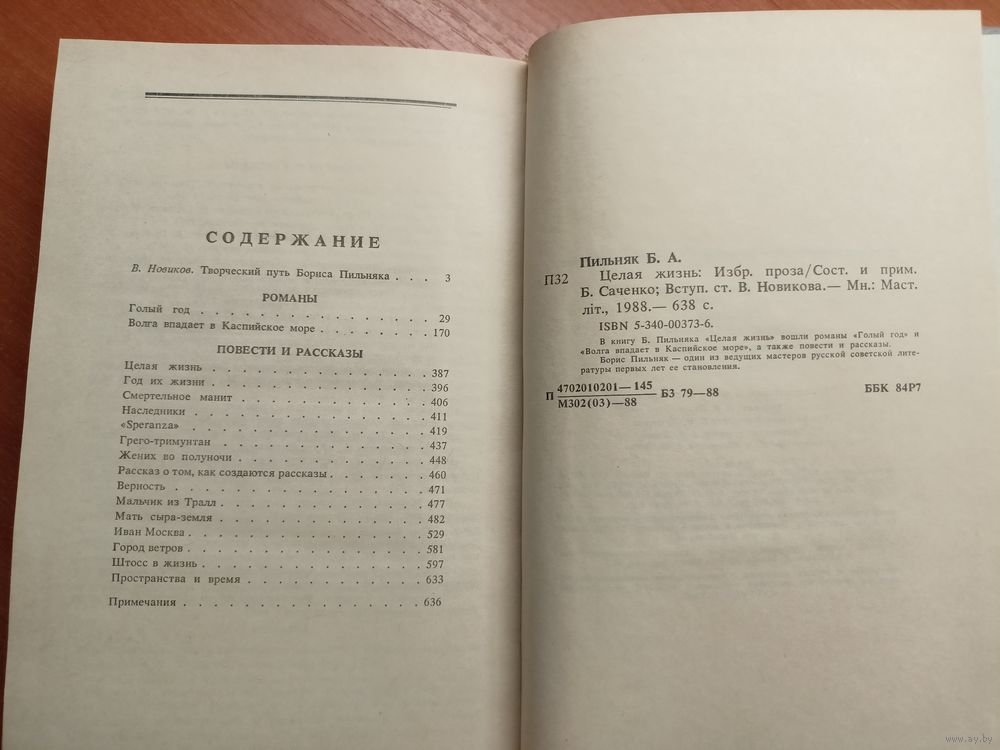 СОДЕРЖАНИЕ
В. Новиков. Творческий путь Бориса Пильняка . . . 3
РОМАНЫ
Голый год . . . . . . . . . . . . . . . 29
Волга впадает в Каспийское море . . . . . . . 170
ПОВЕСТИ И РАССКАЗЫ
Целая жизнь . . . . . . . . . . . . . . 387
Год их жизни . . . . . . . . . . . . . . 396
Смертельное манит . . . . . . . . . . . . 406
Наследники . . . . . . . . . . . . . . . 411
«Speranza» . . . . . . . . . . . . . . . 419
Грего-тримунтан . . . . . . . . . . . . . 437
Жених во полуночи . . . . . . . . . . . . 448
Рассказ о том, как создаются рассказы . . . . . . 460
Верность . . . . . . . . . . . . . . . . 471
Мальчик из Тралл . . . . . . . . . . . . . 477
Мать сыра-земля . . . . . . . . . . . . . 482
Иван Москва . . . . . . . . . . . . . . . 529
Город ветров . . . . . . . . . . . . . . 581
Штосс в жизнь . . . . . . . . . . . . . . 597
Пространства и время . . . . . . . . . . . 633
Примечания . . . . . . . . . . . . . . . 636
Пильняк Б. А.
П32 Целая жизнь: Избр. проза/Сост. и прим.
Б. Саченко; Вступ. ст. В. Новикова.— Мн.: Маст.
літ., 1988.— 638 с.
ISBN 5-340-00373-6.
В книгу Б. Пильняка «Целая жизнь» вошли романы «Голый год» и
«Волга впадает в Каспийское море», а также повести и рассказы.
Борис Пильняк — один из ведущих мастеров русской советской лите-
ратуры первых лет ее становления.
П 4702010201—145 БЗ 79—88 ББК 84Р7
М302(03)—88
www.ay.by